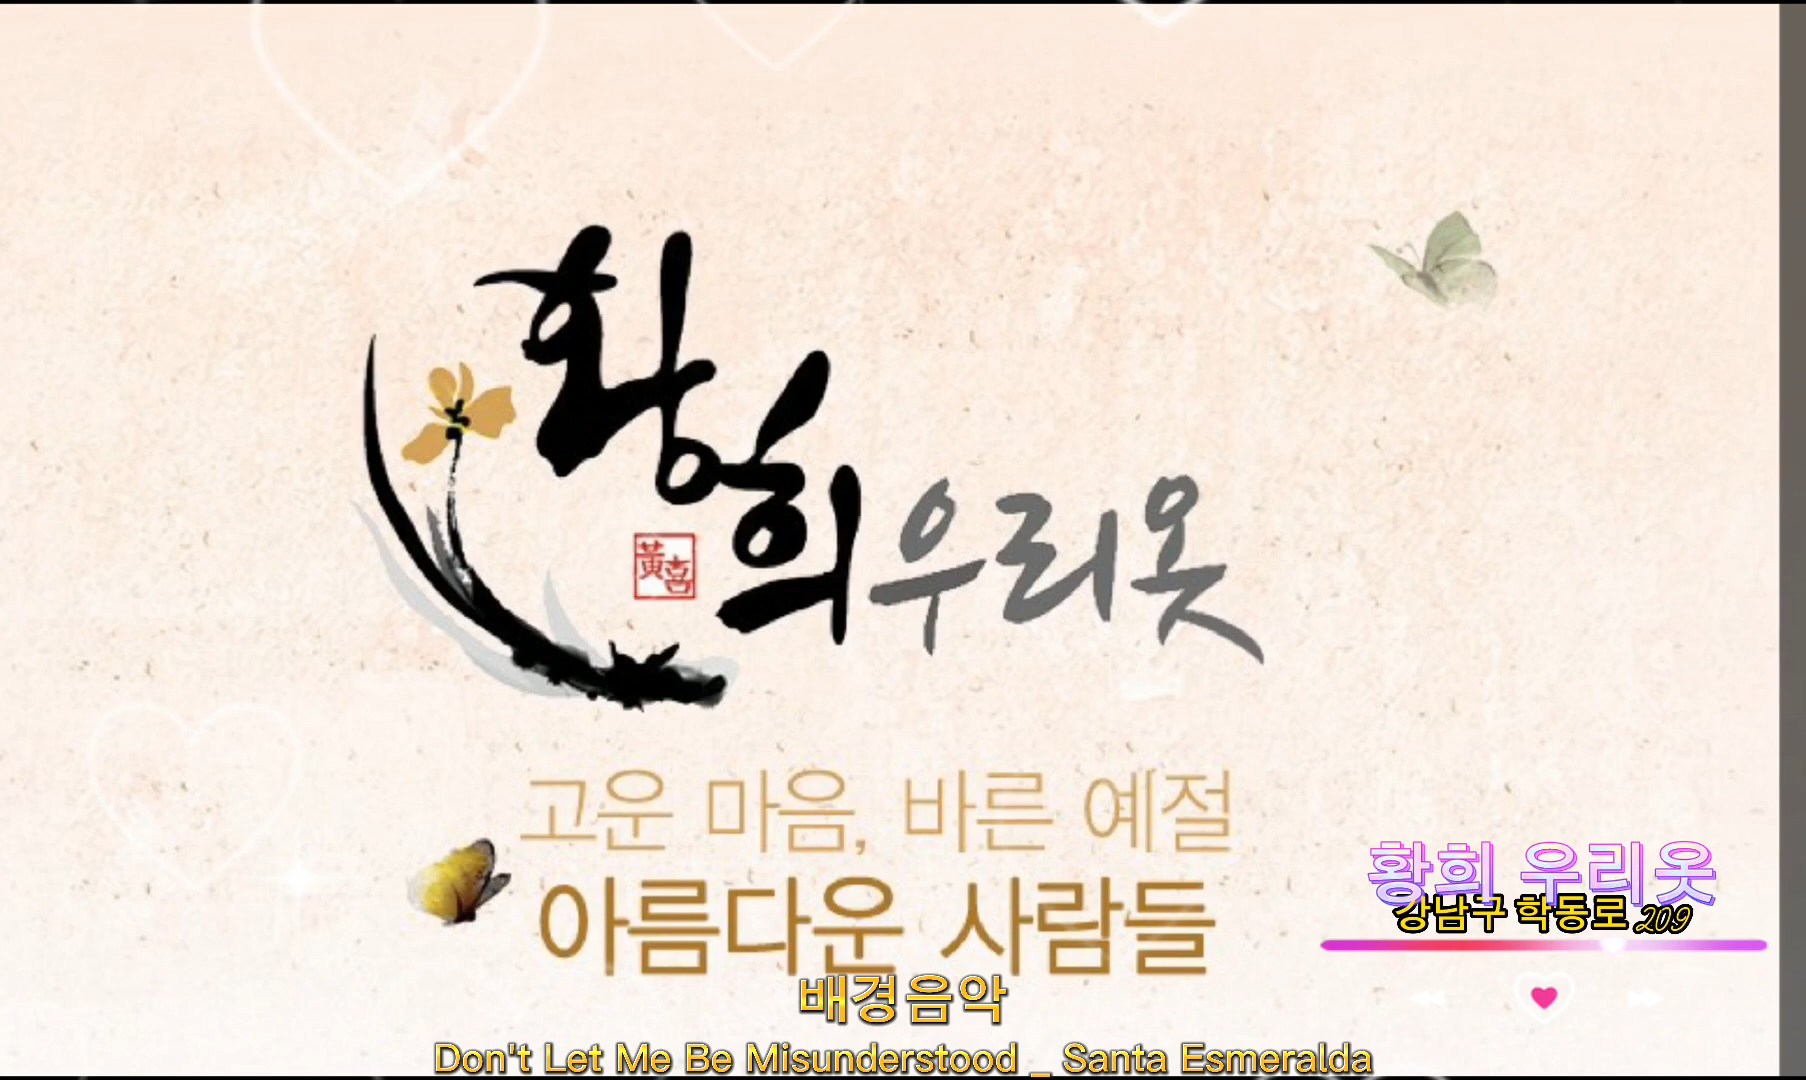 황희 우리옷
黃喜
고운 마음, 바른 예절
아름다운 사람들
황희 우리옷
강남구 학동로 209
배경음악
Don't Let Me Be Misunderstood _ Santa Esmeralda